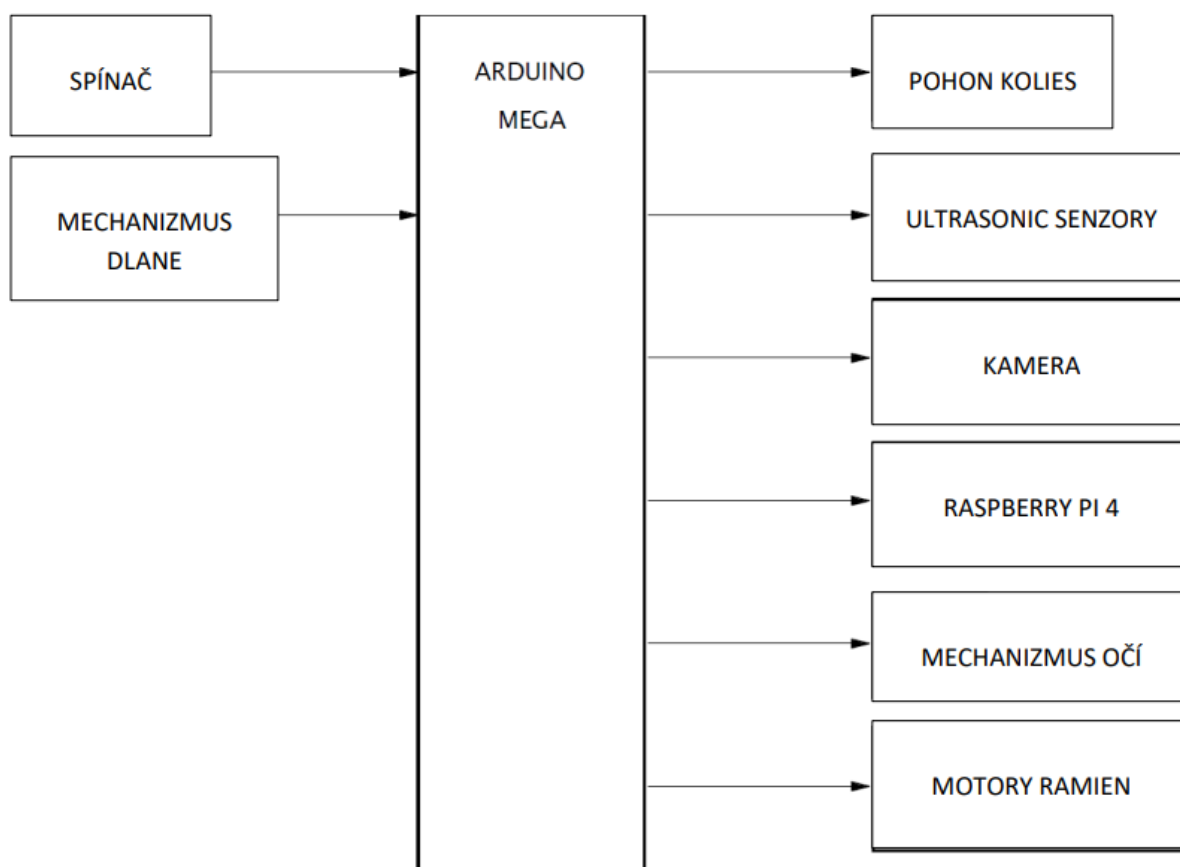 SPÍNAČ
MECHANIZMUS
DLANE
ARDUINO
MEGA
POHON KOLIES
ULTRASONIC SENZORY
KAMERA
RASPBERRY PI 4
MECHANIZMUS OČÍ
MOTORY RAMIEN